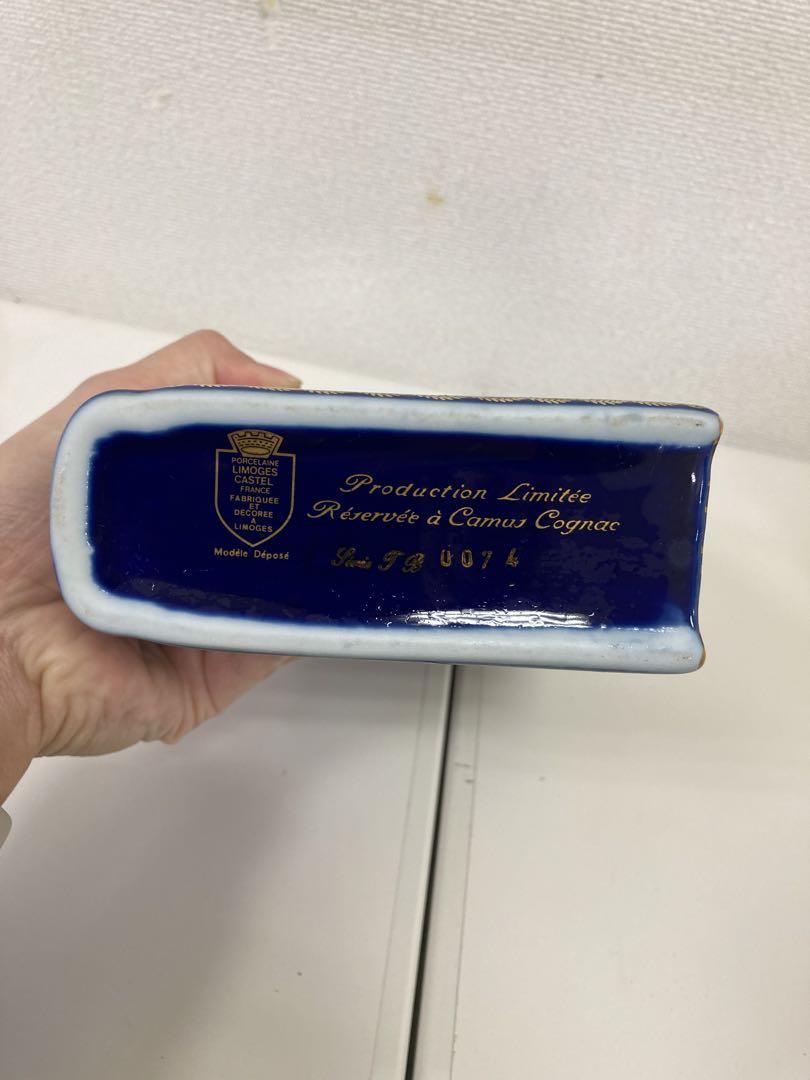 PORCELAINE
LIMOGES
CASTEL
FRANCE
FABRIQUEE
ET
DECOREE
A
LIMOGES
Modèle Déposé
Production Limitée
Réservée à Camus Cognac
Série T B 0074